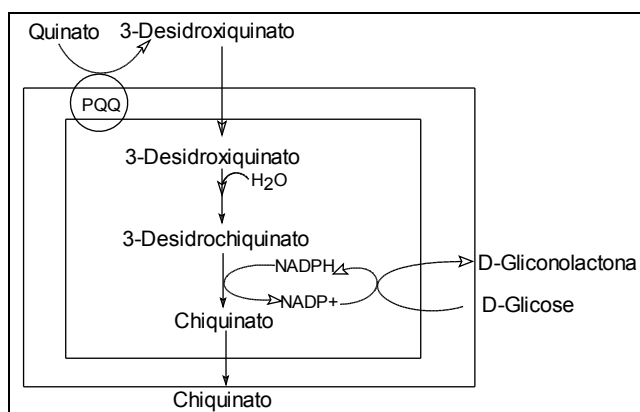 Quinato 3-Desidroxiquinato
PQQ
3-Desidroxiquinato
H2O
3-Desidrochiquinato
NADPH
D-Gliconolactona
NADP+
D-Glicose
Chiquinato
Chiquinato